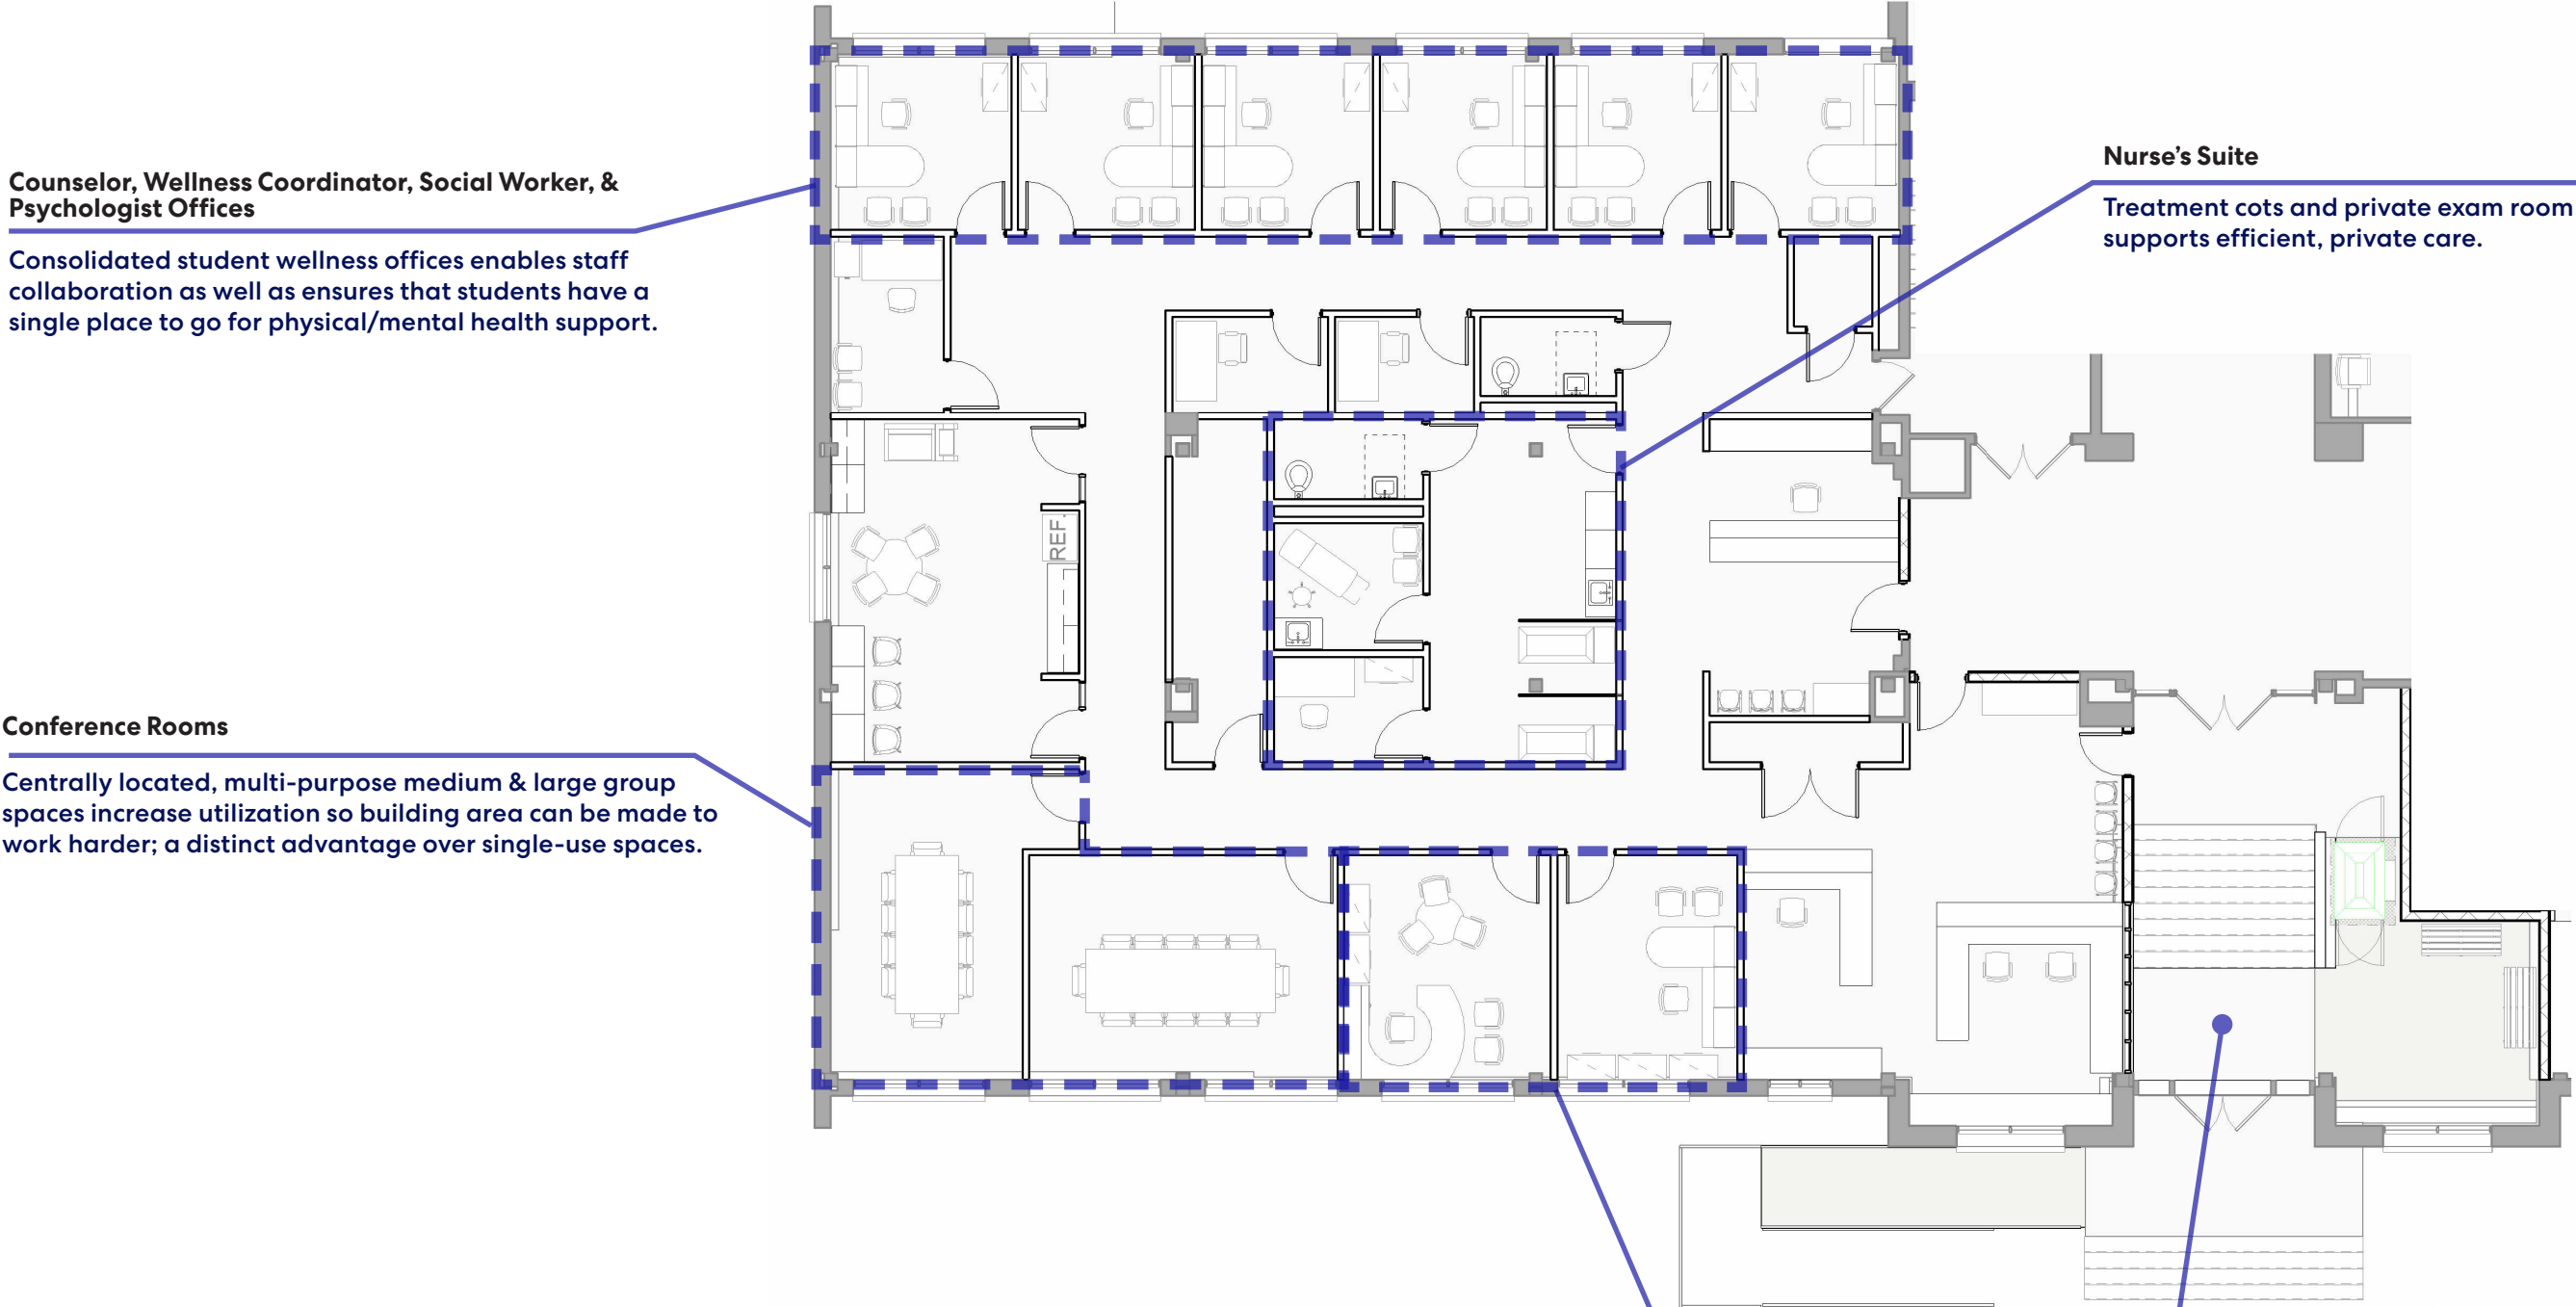 Counselor, Wellness Coordinator, Social Worker, &
Psychologist Offices
Consolidated student wellness offices enables staff
collaboration as well as ensures that students have a
single place to go for physical/mental health support.
Nurse's Suite
Treatment cots and private exam room
supports efficient, private care.
REF.
Conference Rooms
Centrally located, multi-purpose medium & large group
spaces increase utilization so building area can be made to
work harder; a distinct advantage over single-use spaces.